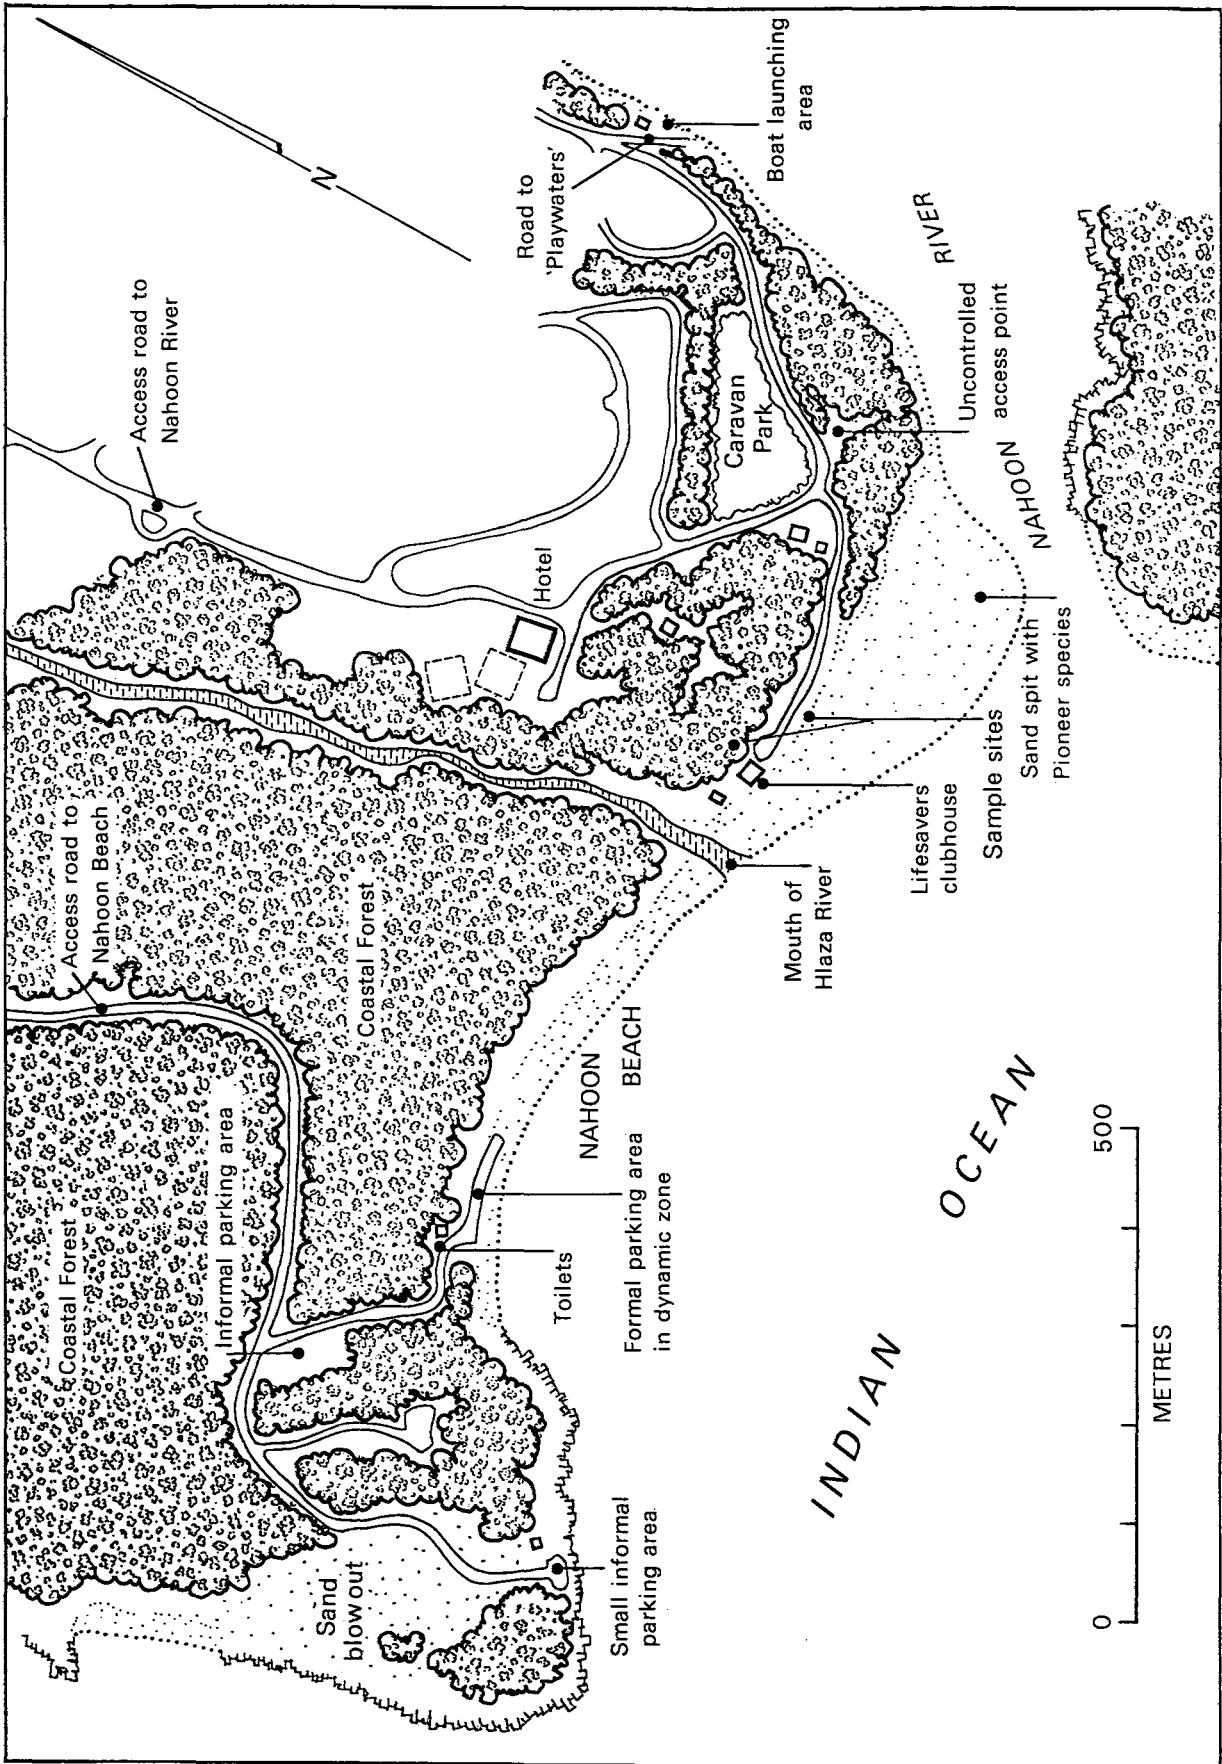 Coastal Forest
Access road to
Nahoon Beach
Informal parking area
Coastal Forest
Access road to
Nahoon River
N
Sand
blow out
Small informal
parking area
Toilets
Formal parking area
in dynamic zone
NAHOON
BEACH
Mouth of
Hlaza River
Hotel
Caravan
Park
Road to
'Playwaters'
Boat launching
area
Lifesavers
clubhouse
Sample sites
Sand spit with
Pioneer species
Uncontrolled
access point
NAHOON
RIVER
INDIAN
OCEAN
0
500
METRES